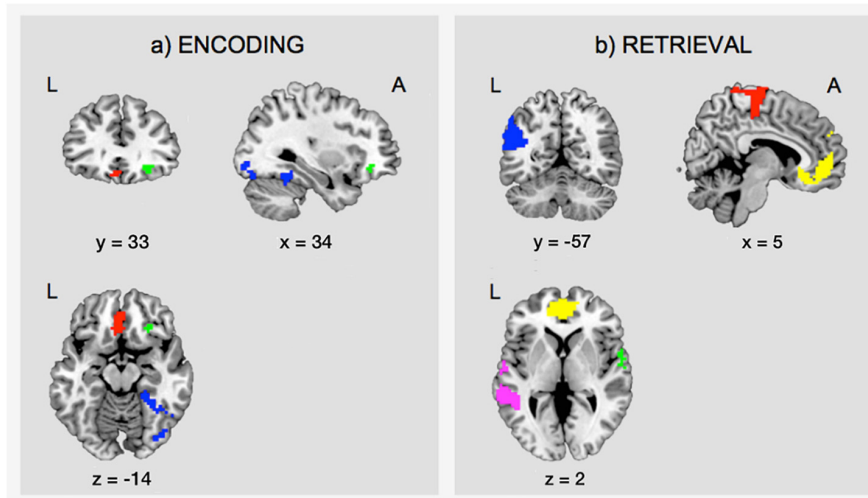 a) ENCODING
L
A
y = 33
x = 34
L
z = -14
b) RETRIEVAL
L
A
y = -57
x = 5
L
z = 2